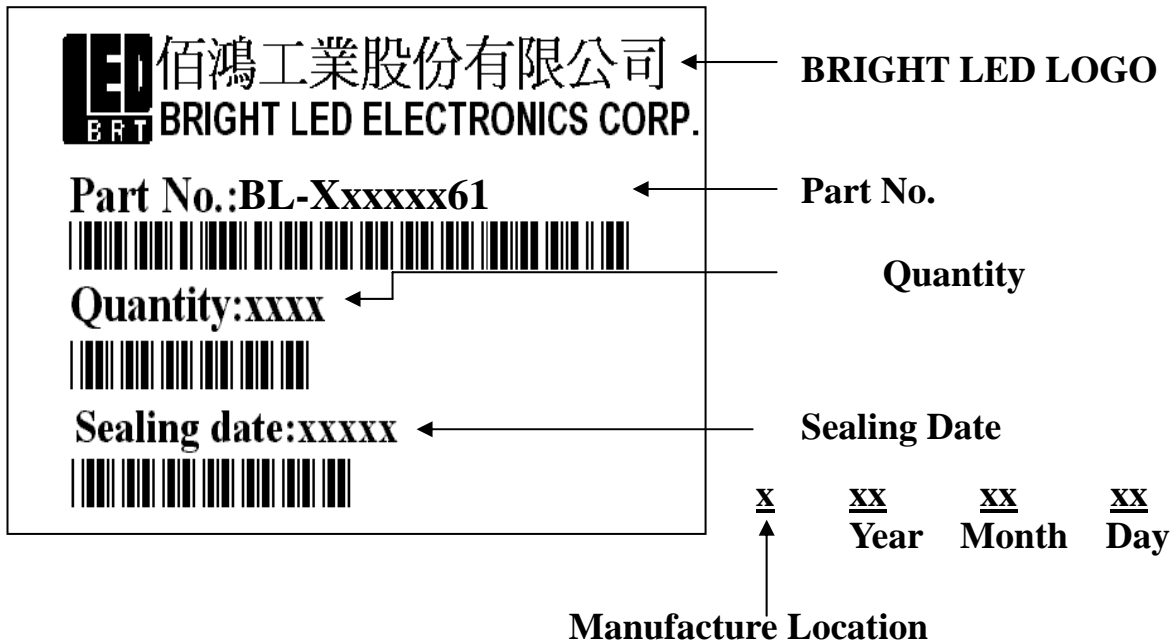 LED
BRT
佰鴻工業股份有限公司
BRIGHT LED ELECTRONICS CORP.
BRIGHT LED LOGO
Part No.:BL-Xxxxxx61
Part No.
Quantity
Quantity:xxxx
Sealing date:xxxxx
Sealing Date
x xx xx xx
Year Month Day
Manufacture Location